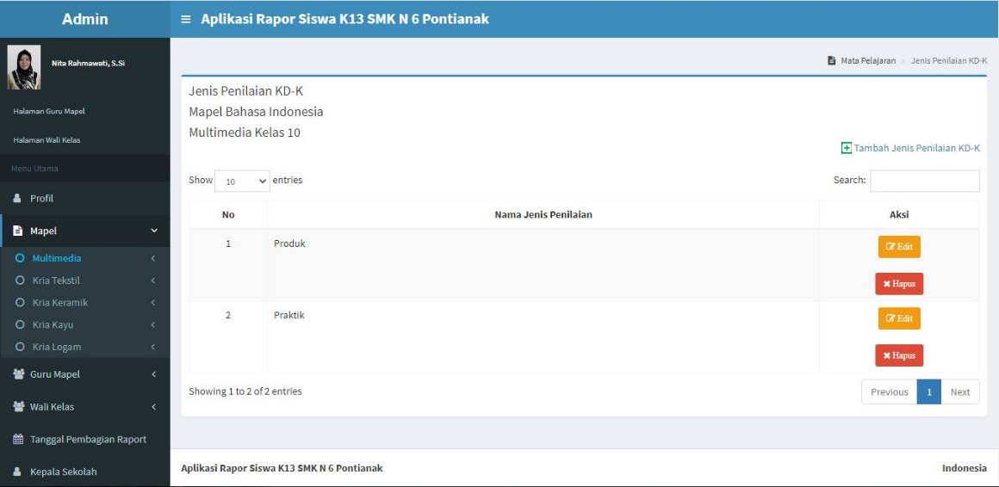 Admin
≡ Aplikasi Rapor Siswa K13 SMK N 6 Pontianak
Nita Rahmawati, S.Si
Halaman Guru Mapel
Halaman Wali Kelas
Menu Utama
Profil
Mapel
Multimedia
Kria Tekstil
Kria Keramik
Kria Kayu
Kria Logam
Guru Mapel
Wali Kelas
Tanggal Pembagian Raport
Kepala Sekolah
Mata Pelajaran > Jenis Penilaian KD-K
Jenis Penilaian KD-K
Mapel Bahasa Indonesia
Multimedia Kelas 10
Tambah Jenis Penilaian KD-K
Show 10 entries
Search:
No Nama Jenis Penilaian Aksi
1 Produk Edit
Hapus
2 Praktik Edit
Hapus
Showing 1 to 2 of 2 entries
Previous 1 Next
Aplikasi Rapor Siswa K13 SMK N 6 Pontianak Indonesia